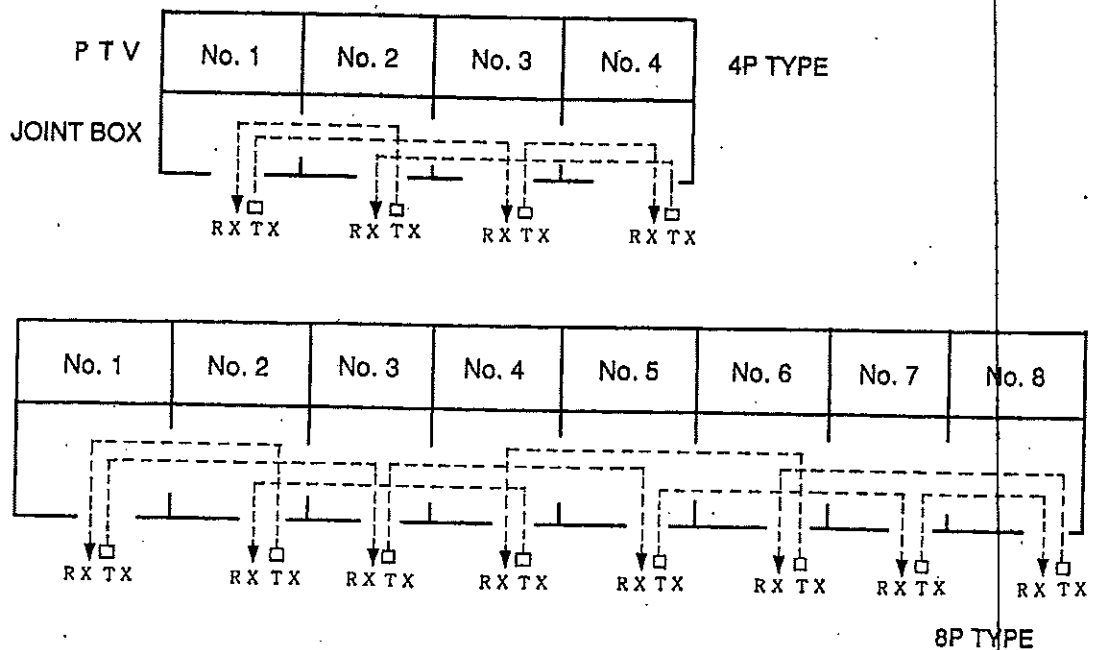 P T V No. 1 No. 2 No. 3 No. 4 4P TYPE
JOINT BOX
RX TX RX TX RX TX RX TX
No. 1 No. 2 No. 3 No. 4 No. 5 No. 6 No. 7 No. 8
RX TX RX TX RX TX RX TX RX TX RX TX RX TX RX TX
8P TYPE